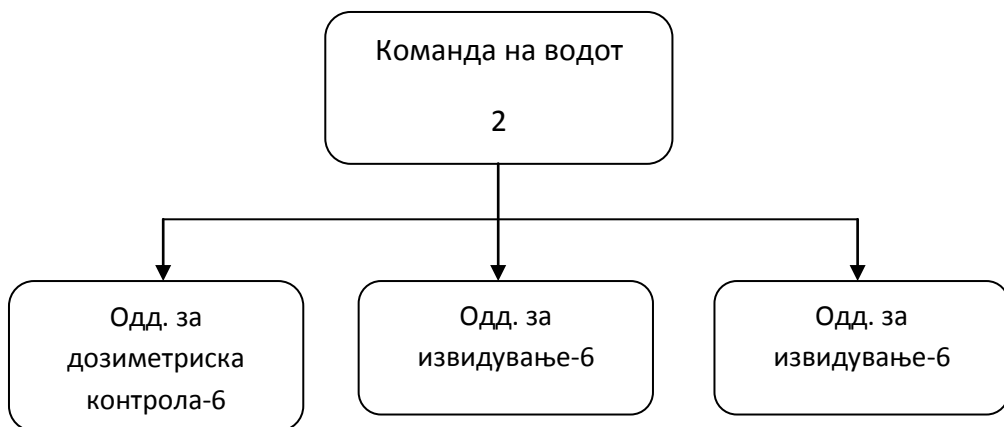 Команда на водот
2
Одд. за
дозиметриска
контрола-6
Одд. за
извидување-6
Одд. за
извидување-6